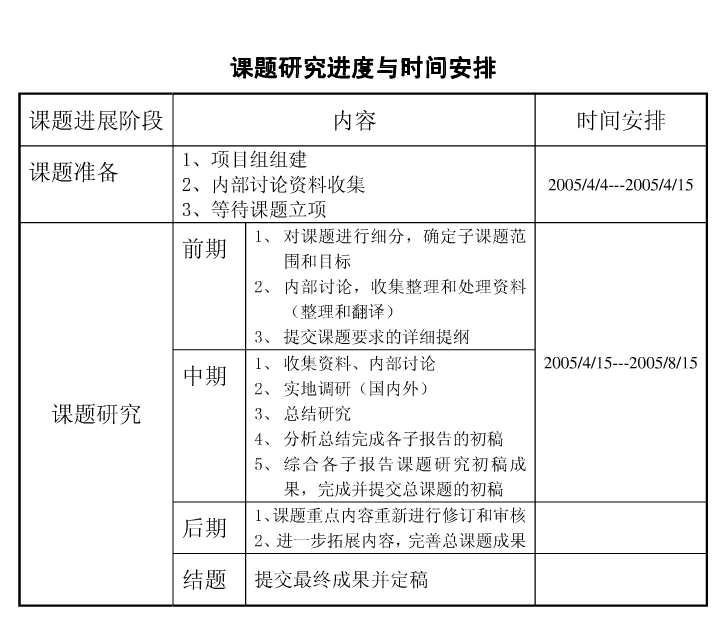 课题研究进度与时间安排
课题进展阶段 内容 时间安排
课题准备
1、项目组组建
2、内部讨论资料收集
3、等待课题立项
2005/4/4---2005/4/15
课题研究
前期
1、 对课题进行细分，确定子课题范
围和目标
2、 内部讨论，收集整理和处理资料
（整理和翻译）
3、 提交课题要求的详细提纲
中期
1、 收集资料、内部讨论
2、 实地调研（国内外）
3、 总结研究
4、 分析总结完成各子报告的初稿
5、 综合各子报告课题研究初稿成
果，完成并提交总课题的初稿
2005/4/15---2005/8/15
后期
1、课题重点内容重新进行修订和审核
2、进一步拓展内容，完善总课题成果
结题
提交最终成果并定稿